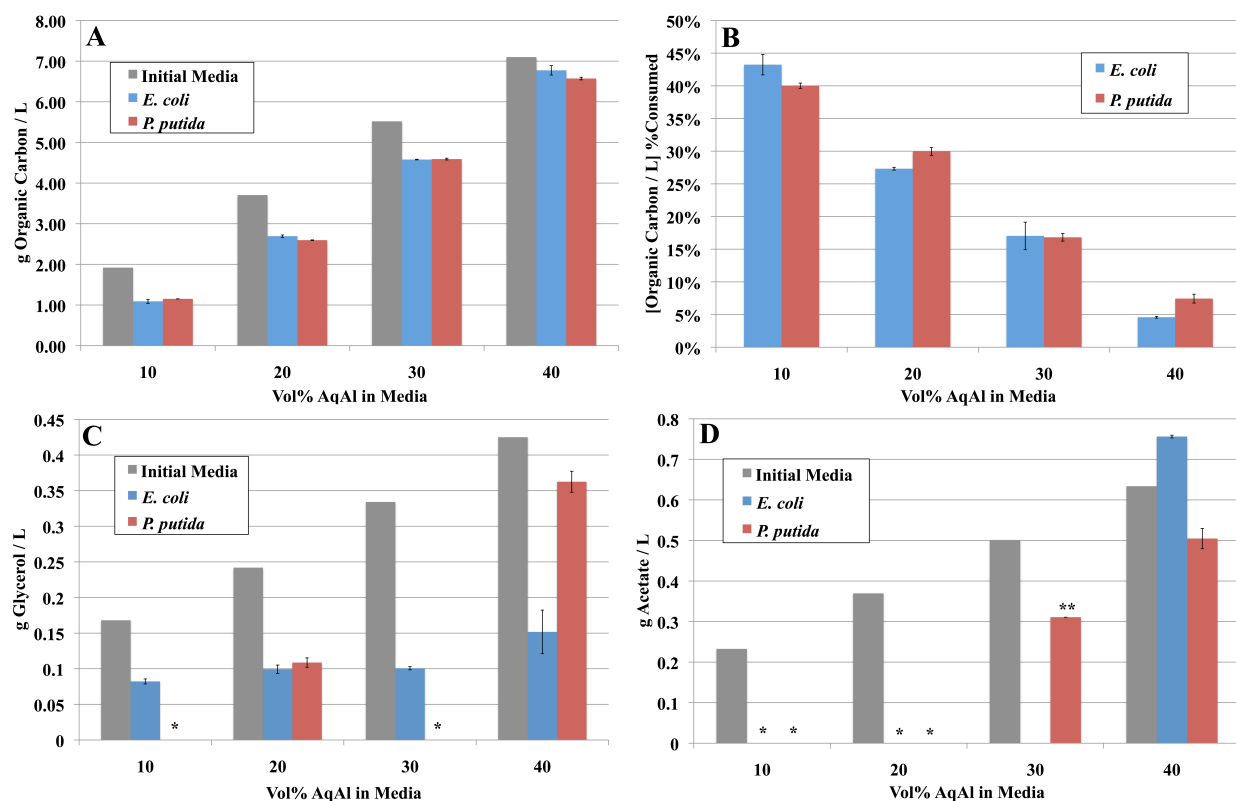 A
8.00
7.00
6.00
5.00
4.00
3.00
2.00
1.00
0.00
g Organic Carbon / L
Initial Media
E. coli
P. putida
10 20 30 40
Vol% AqAl in Media
B
50%
45%
40%
35%
30%
25%
20%
15%
10%
5%
0%
[Organic Carbon / L] %Consumed
E. coli
P. putida
10 20 30 40
Vol% AqAl in Media
C
0.45
0.4
0.35
0.3
0.25
0.2
0.15
0.1
0.05
0
g Glycerol / L
Initial Media
E. coli
P. putida
* *
10 20 30 40
Vol% AqAl in Media
D
0.8
0.7
0.6
0.5
0.4
0.3
0.2
0.1
0
g Acetate / L
Initial Media
E. coli
P. putida
**
* * * *
10 20 30 40
Vol% AqAl in Media